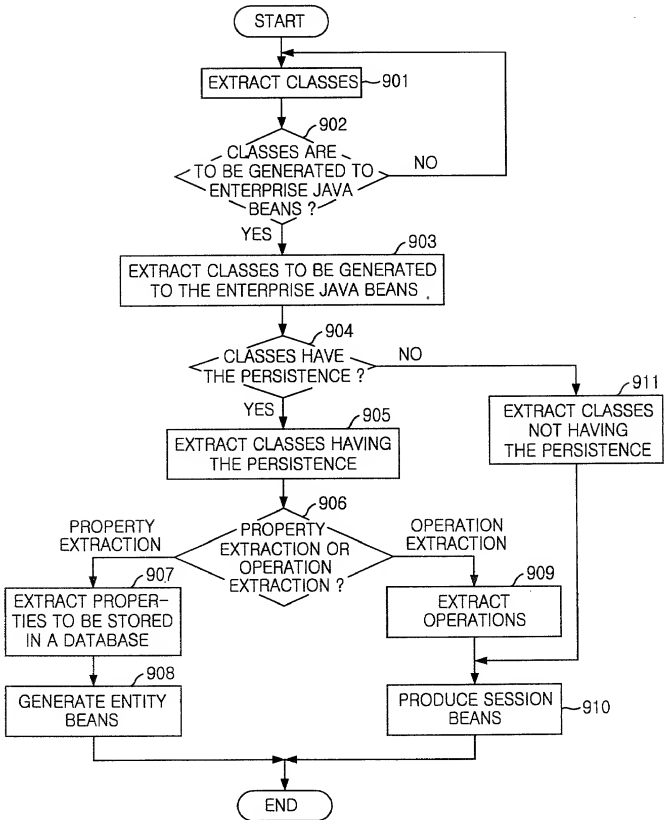 START
EXTRACT CLASSES
901
902
CLASSES ARE
TO BE GENERATED TO
ENTERPRISE JAVA
BEANS ?
NO
YES
903
EXTRACT CLASSES TO BE GENERATED
TO THE ENTERPRISE JAVA BEANS
904
CLASSES HAVE
THE PERSISTENCE ?
NO
YES
911
EXTRACT CLASSES
NOT HAVING
THE PERSISTENCE
905
EXTRACT CLASSES HAVING
THE PERSISTENCE
906
PROPERTY
EXTRACTION OR
OPERATION
EXTRACTION ?
PROPERTY
EXTRACTION
OPERATION
EXTRACTION
907
EXTRACT PROPER-
TIES TO BE STORED
IN A DATABASE
909
EXTRACT
OPERATIONS
908
GENERATE ENTITY
BEANS
PRODUCE SESSION
BEANS
910
END